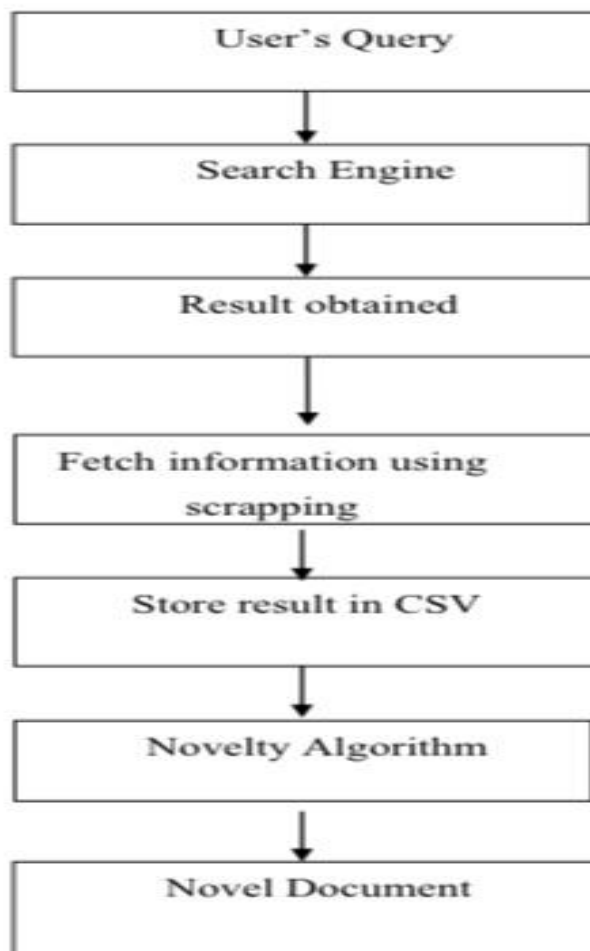 User's Query
Search Engine
Result obtained
Fetch information using
scrapping
Store result in CSV
Novelty Algorithm
Novel Document